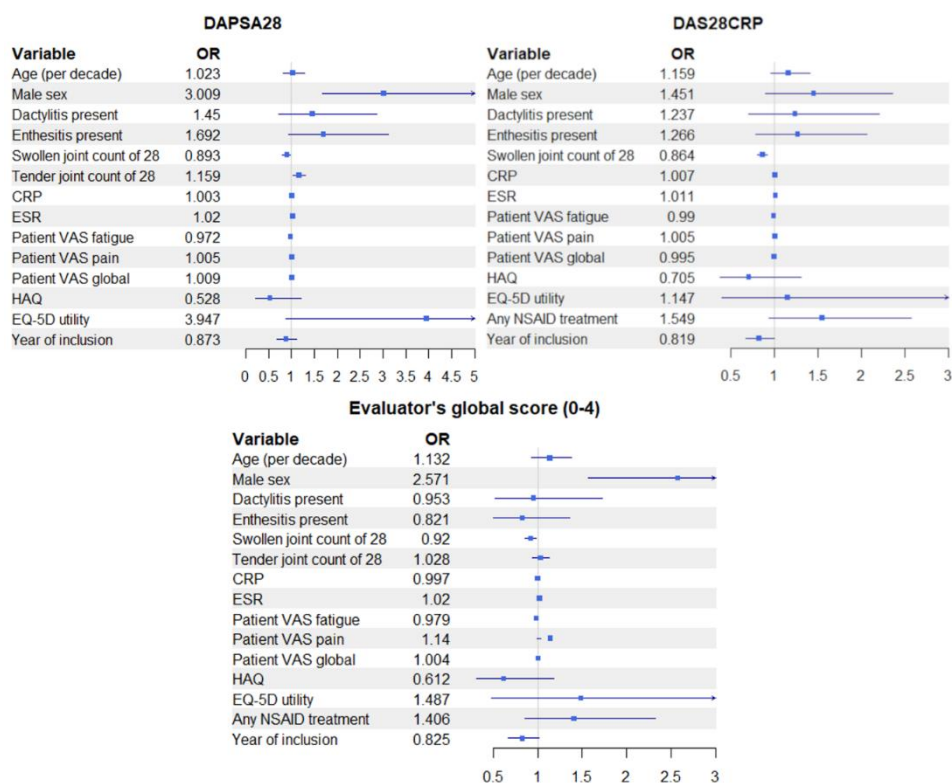 DAPSA28
Variable OR
Age (per decade) 1.023
Male sex 3.009
Dactylitis present 1.45
Enthesitis present 1.692
Swollen joint count of 28 0.893
Tender joint count of 28 1.159
CRP 1.003
ESR 1.02
Patient VAS fatigue 0.972
Patient VAS pain 1.005
Patient VAS global 1.009
HAQ 0.528
EQ-5D utility 3.947
Year of inclusion 0.873
0 0.5 1 1.5 2 2.5 3 3.5 4 4.5 5
DAS28CRP
Variable OR
Age (per decade) 1.159
Male sex 1.451
Dactylitis present 1.237
Enthesitis present 1.266
Swollen joint count of 28 0.864
CRP 1.007
ESR 1.011
Patient VAS fatigue 0.99
Patient VAS pain 1.005
Patient VAS global 0.995
HAQ 0.705
EQ-5D utility 1.147
Any NSAID treatment 1.549
Year of inclusion 0.819
0.5 1 1.5 2 2.5 3
Evaluator's global score (0-4)
Variable OR
Age (per decade) 1.132
Male sex 2.571
Dactylitis present 0.953
Enthesitis present 0.821
Swollen joint count of 28 0.92
Tender joint count of 28 1.028
CRP 0.997
ESR 1.02
Patient VAS fatigue 0.979
Patient VAS pain 1.14
Patient VAS global 1.004
HAQ 0.612
EQ-5D utility 1.487
Any NSAID treatment 1.406
Year of inclusion 0.825
0.5 1 1.5 2 2.5 3